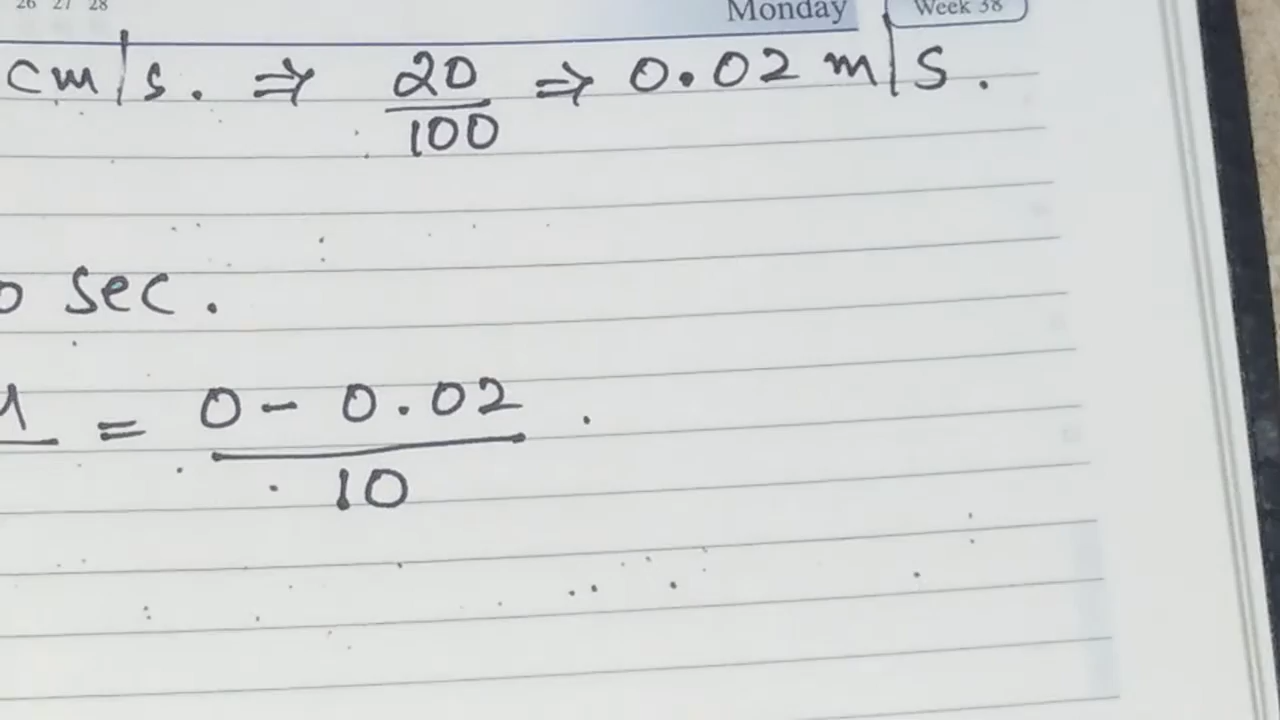 26 27 28 Monday Week 38
cm/s. ⇒ 20/100 ⇒ 0.02 m/s.
sec.
= 0 - 0.02 / 10